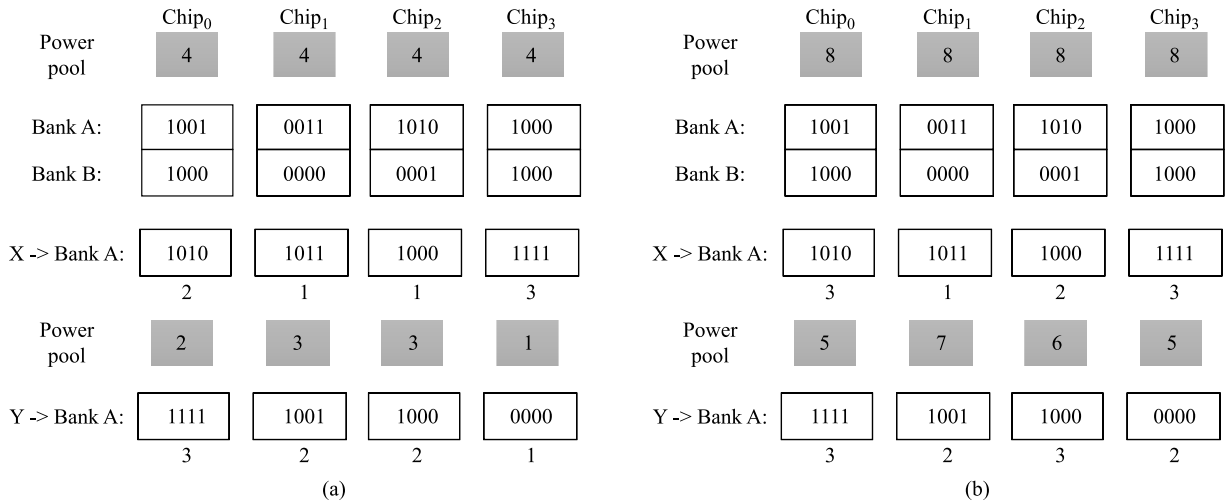 Chip0 Chip1 Chip2 Chip3
Power pool 4 4 4 4
Bank A: 1001 0011 1010 1000
Bank B: 1000 0000 0001 1000
X -> Bank A: 1010 1011 1000 1111
2 1 1 3
Power pool 2 3 3 1
Y -> Bank A: 1111 1001 1000 0000
3 2 2 1
(a)
Chip0 Chip1 Chip2 Chip3
Power pool 8 8 8 8
Bank A: 1001 0011 1010 1000
Bank B: 1000 0000 0001 1000
X -> Bank A: 1010 1011 1000 1111
3 1 2 3
Power pool 5 7 6 5
Y -> Bank A: 1111 1001 1000 0000
3 2 3 2
(b)